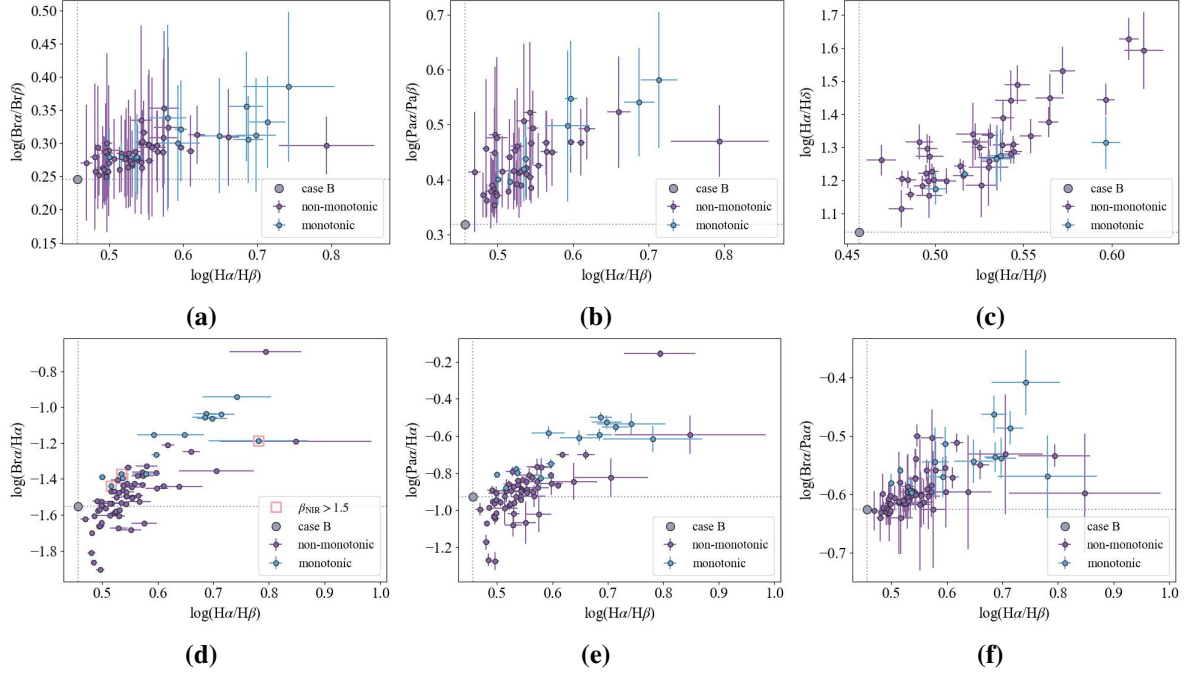 log(Brα/Brβ)
0.50
0.45
0.40
0.35
0.30
0.25
0.20
0.15
0.5
0.6
0.7
0.8
log(Hα/Hβ)
case B
non-monotonic
monotonic
(a)
log(Paα/Paβ)
0.7
0.6
0.5
0.4
0.3
0.5
0.6
0.7
0.8
log(Hα/Hβ)
case B
non-monotonic
monotonic
(b)
log(Hα/Hδ)
1.7
1.6
1.5
1.4
1.3
1.2
1.1
0.45
0.50
0.55
0.60
log(Hα/Hβ)
case B
non-monotonic
monotonic
(c)
log(Brα/Hα)
−0.8
−1.0
−1.2
−1.4
−1.6
−1.8
0.5
0.6
0.7
0.8
0.9
1.0
log(Hα/Hβ)
βNIR > 1.5
case B
non-monotonic
monotonic
(d)
log(Paα/Hα)
−0.2
−0.4
−0.6
−0.8
−1.0
−1.2
0.5
0.6
0.7
0.8
0.9
1.0
log(Hα/Hβ)
case B
non-monotonic
monotonic
(e)
log(Brα/Paα)
−0.4
−0.5
−0.6
−0.7
0.5
0.6
0.7
0.8
0.9
1.0
log(Hα/Hβ)
case B
non-monotonic
monotonic
(f)